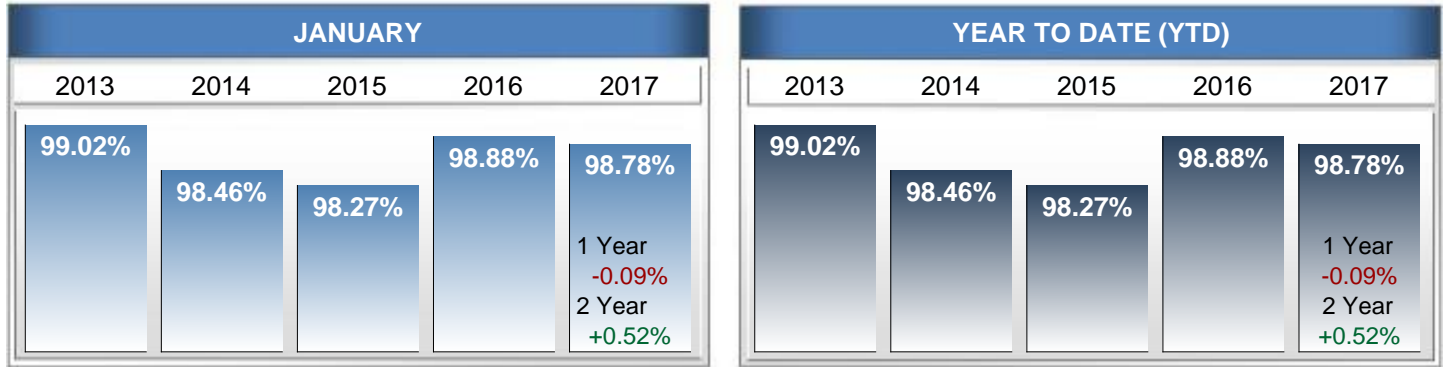 JANUARY
2013 2014 2015 2016 2017
99.02%
98.46%
98.27%
98.88%
98.78%
1 Year
-0.09%
2 Year
+0.52%
YEAR TO DATE (YTD)
2013 2014 2015 2016 2017
99.02%
98.46%
98.27%
98.88%
98.78%
1 Year
-0.09%
2 Year
+0.52%